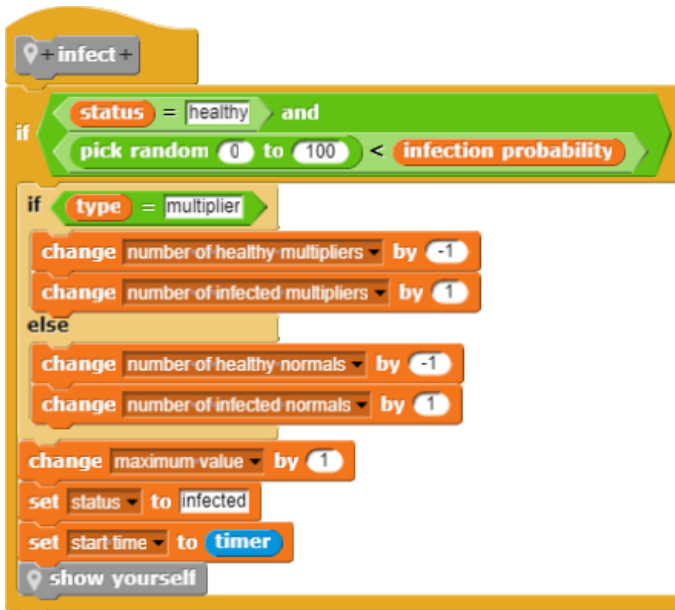 + infect +
status = healthy and
if
pick random 0 to 100 < infection probability
if type = multiplier
change number of healthy multipliers by -1
change number of infected multipliers by 1
else
change number of healthy normals by -1
change number of infected normals by 1
change maximum value by 1
set status to infected
set start time to timer
show yourself